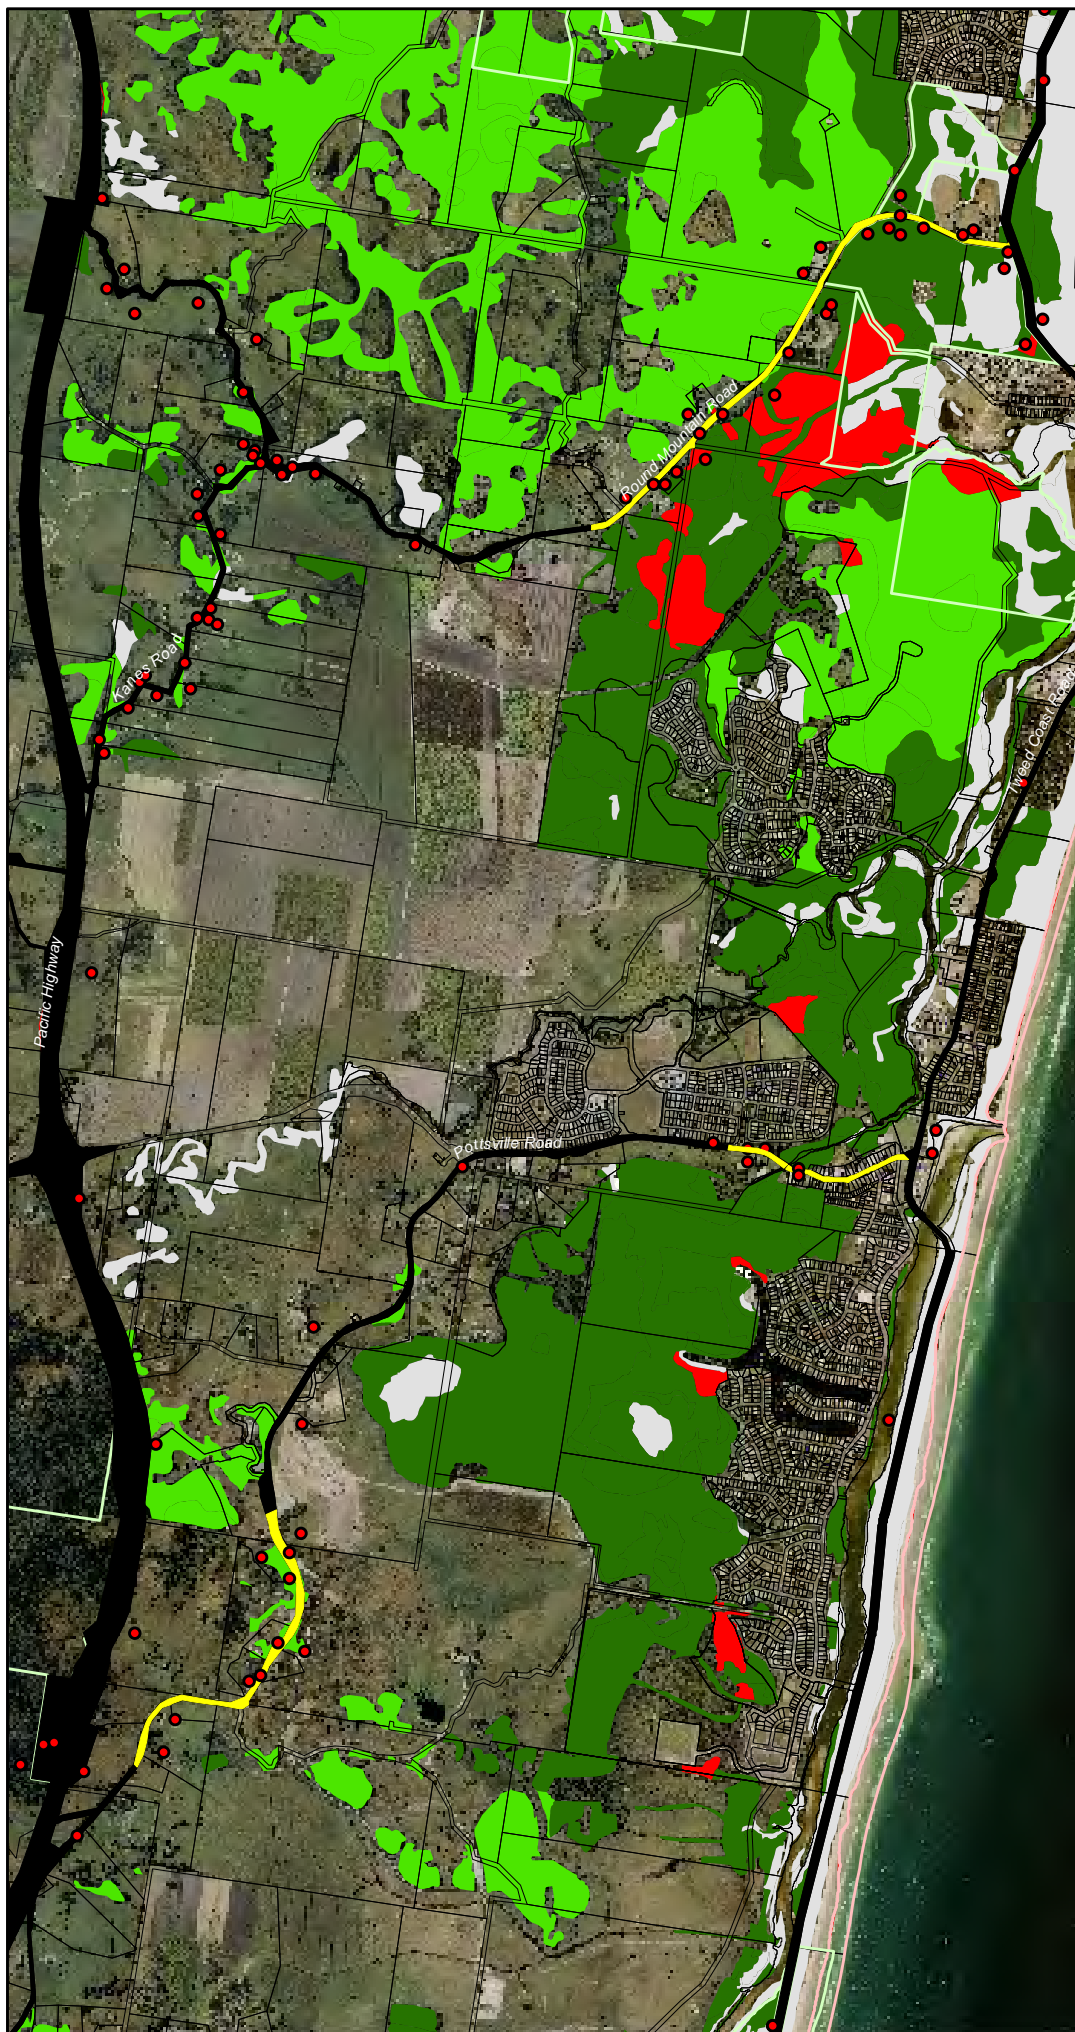 Round Mountain Road
Kanes Road
Tweed Coast Road
Pacific Highway
Pottsville Road